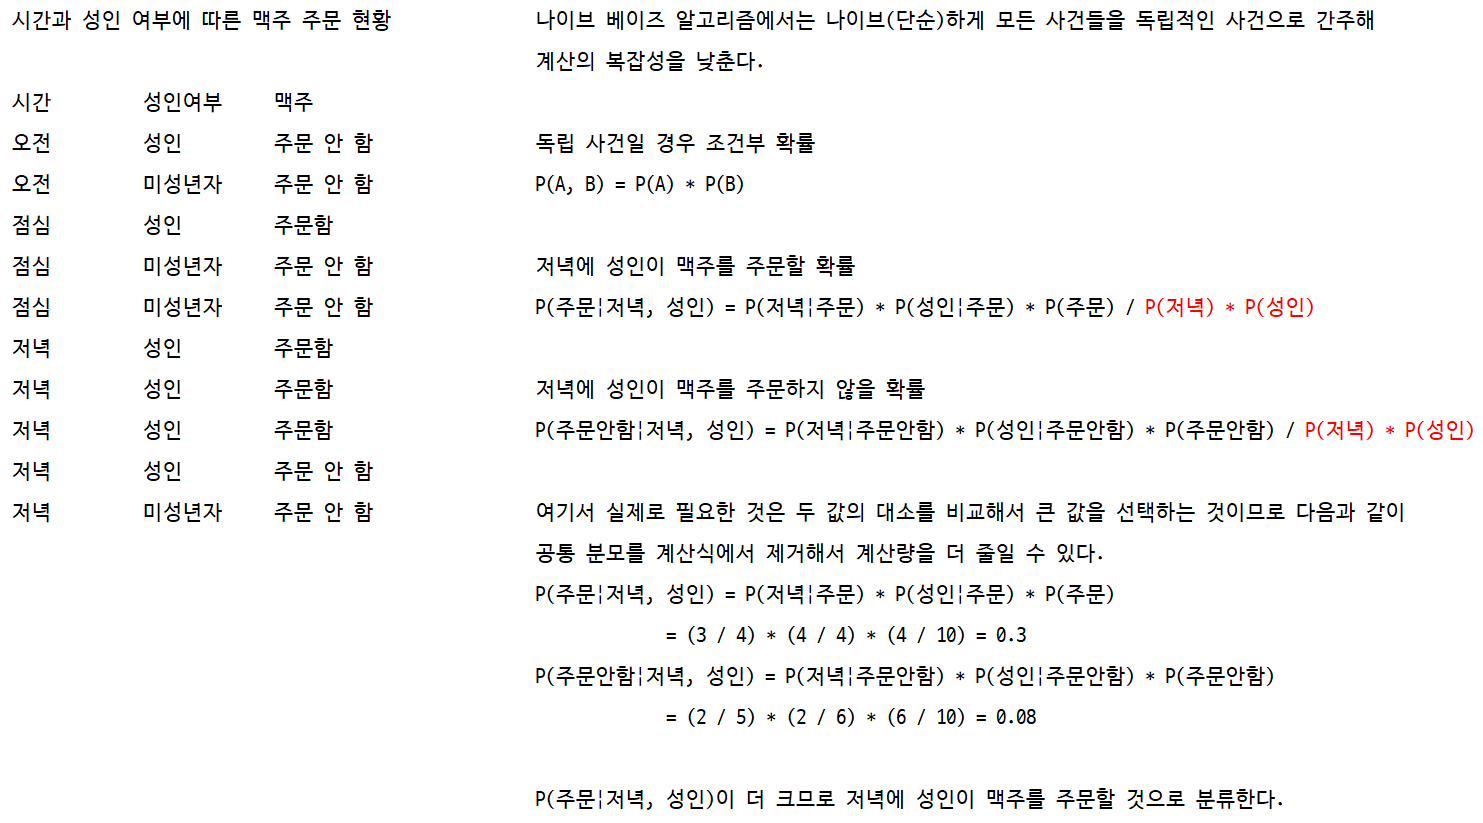 시간과 성인 여부에 따른 맥주 주문 현황
시간 성인여부 맥주
오전 성인 주문 안 함
오전 미성년자 주문 안 함
점심 성인 주문함
점심 미성년자 주문 안 함
점심 미성년자 주문 안 함
저녁 성인 주문함
저녁 성인 주문함
저녁 성인 주문함
저녁 성인 주문 안 함
저녁 미성년자 주문 안 함
나이브 베이즈 알고리즘에서는 나이브(단순)하게 모든 사건들을 독립적인 사건으로 간주해
계산의 복잡성을 낮춘다.
독립 사건일 경우 조건부 확률
P(A, B) = P(A) * P(B)
저녁에 성인이 맥주를 주문할 확률
P(주문|저녁, 성인) = P(저녁|주문) * P(성인|주문) * P(주문) / P(저녁) * P(성인)
저녁에 성인이 맥주를 주문하지 않을 확률
P(주문안함|저녁, 성인) = P(저녁|주문안함) * P(성인|주문안함) * P(주문안함) / P(저녁) * P(성인)
여기서 실제로 필요한 것은 두 값의 대소를 비교해서 큰 값을 선택하는 것이므로 다음과 같이
공통 분모를 계산식에서 제거해서 계산량을 더 줄일 수 있다.
P(주문|저녁, 성인) = P(저녁|주문) * P(성인|주문) * P(주문)
= (3 / 4) * (4 / 4) * (4 / 10) = 0.3
P(주문안함|저녁, 성인) = P(저녁|주문안함) * P(성인|주문안함) * P(주문안함)
= (2 / 5) * (2 / 6) * (6 / 10) = 0.08
P(주문|저녁, 성인)이 더 크므로 저녁에 성인이 맥주를 주문할 것으로 분류한다.